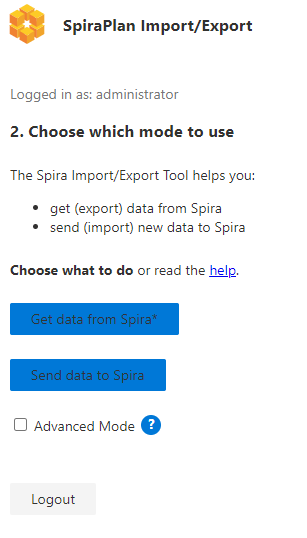 SpiraPlan Import/Export
Logged in as: administrator
2. Choose which mode to use
The Spira Import/Export Tool helps you:
• get (export) data from Spira
• send (import) new data to Spira
Choose what to do or read the help.
Get data from Spira*
Send data to Spira
Advanced Mode ?
Logout